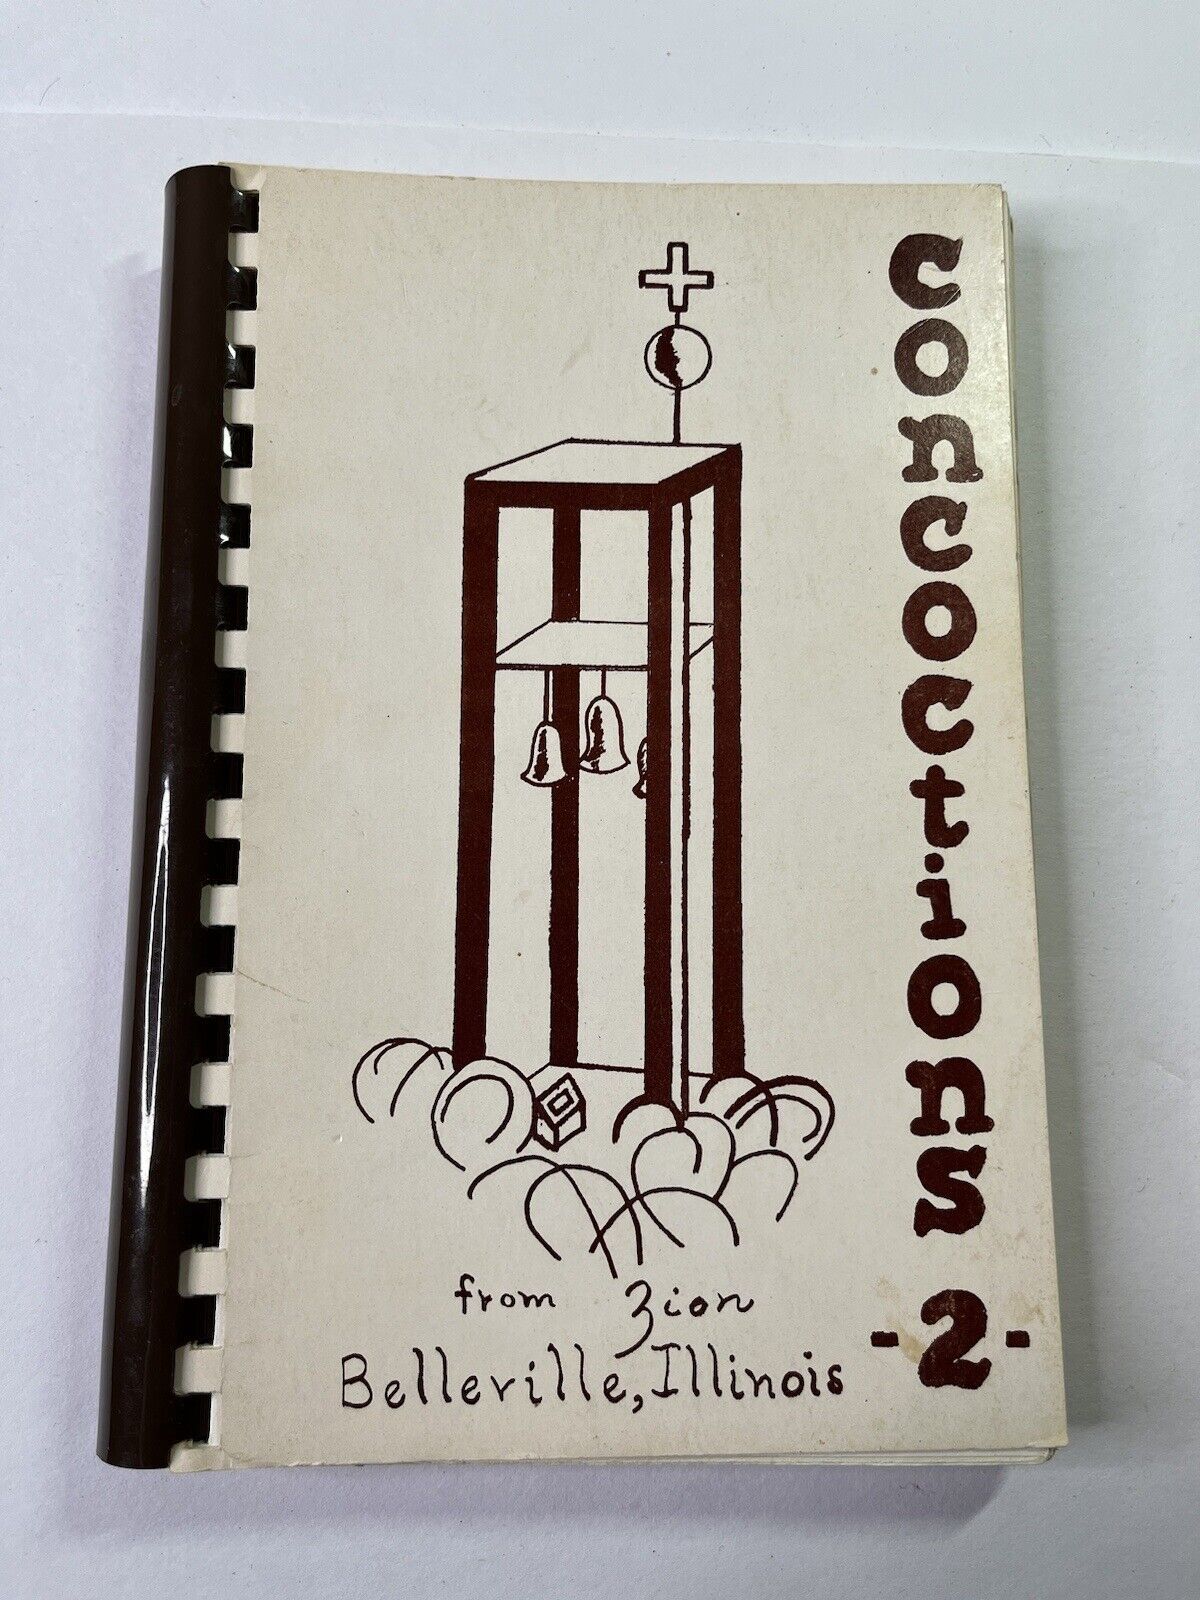 Concoctions
-2-
from Zion
Belleville, Illinois